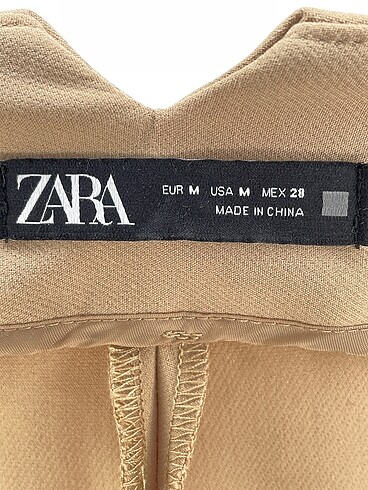 ZARA
EUR M USA M MEX 28
MADE IN CHINA